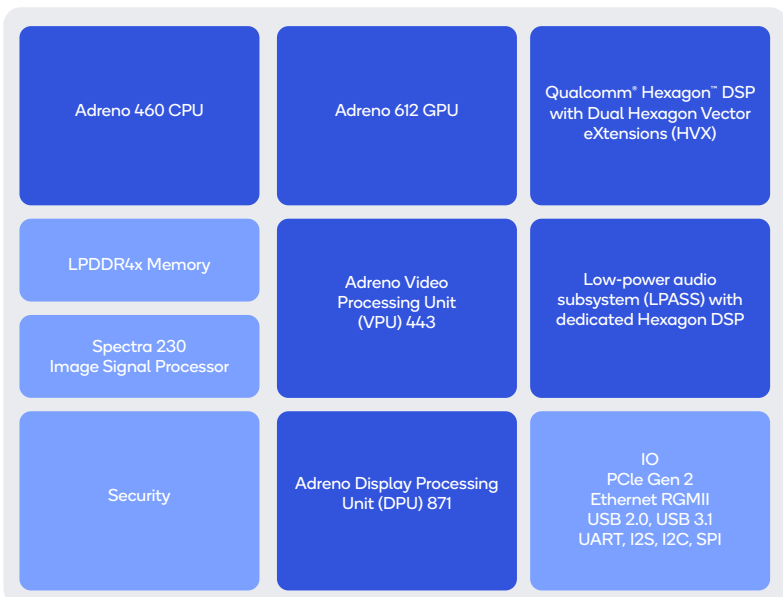 Adreno 460 CPU
Adreno 612 GPU
Qualcomm® Hexagon™ DSP
with Dual Hexagon Vector
eXtensions (HVX)
LPDDR4x Memory
Spectra 230
Image Signal Processor
Adreno Video
Processing Unit
(VPU) 443
Low-power audio
subsystem (LPASS) with
dedicated Hexagon DSP
Security
Adreno Display Processing
Unit (DPU) 871
IO
PCle Gen 2
Ethernet RGMII
USB 2.0, USB 3.1
UART, I2S, I2C, SPI